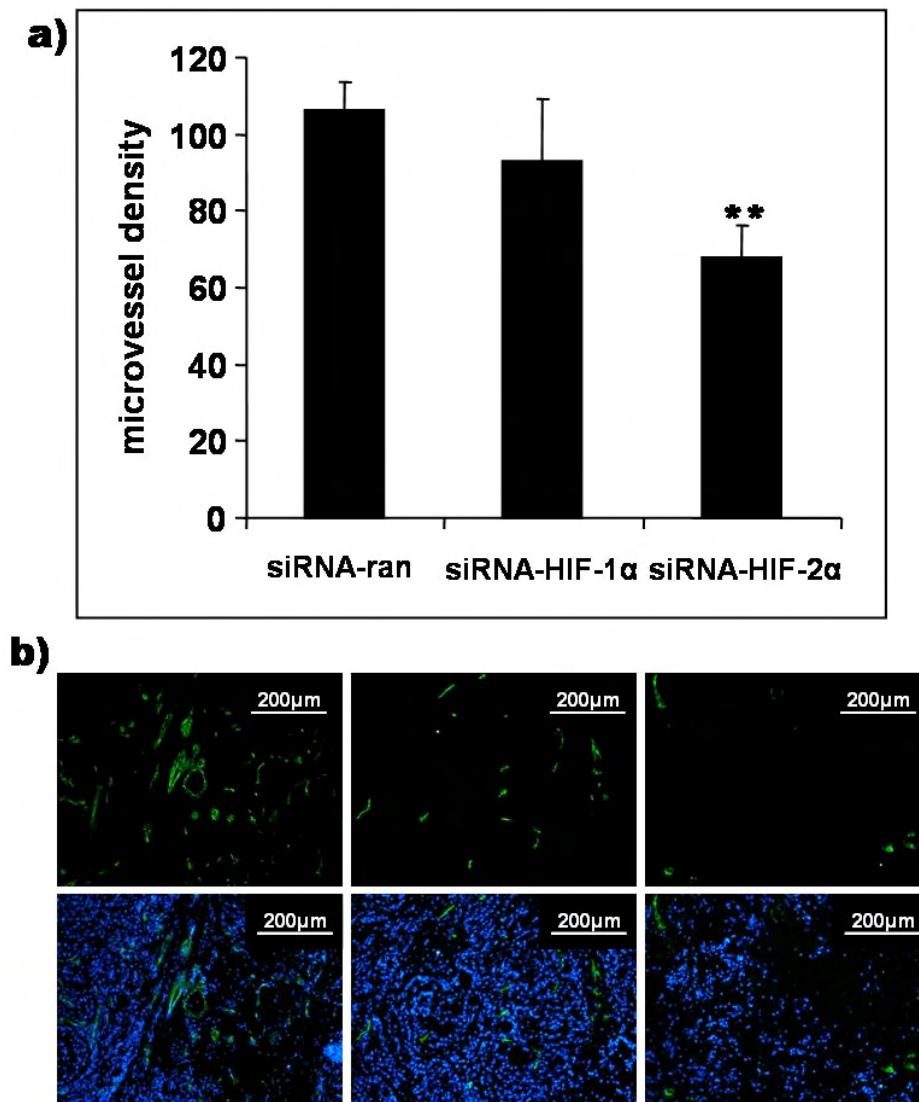 a)
microvessel density
120
100
80
60
40
20
0
**
siRNA-ran siRNA-HIF-1α siRNA-HIF-2α
b)
200µm 200µm 200µm
200µm 200µm 200µm